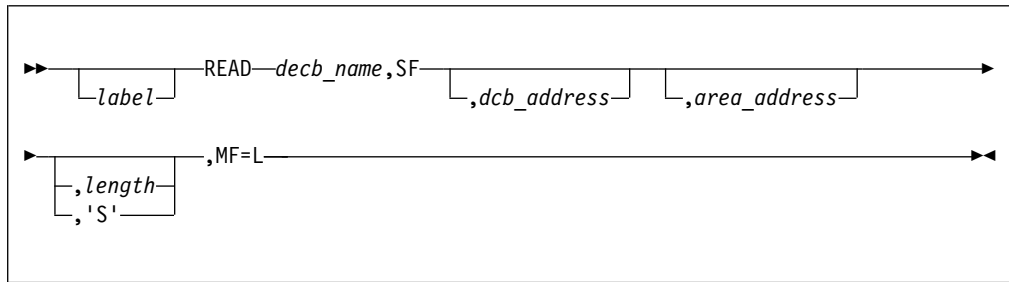 READ decb_name,SF
label ,dcb_address ,area_address
,MF=L
,length
,'S'